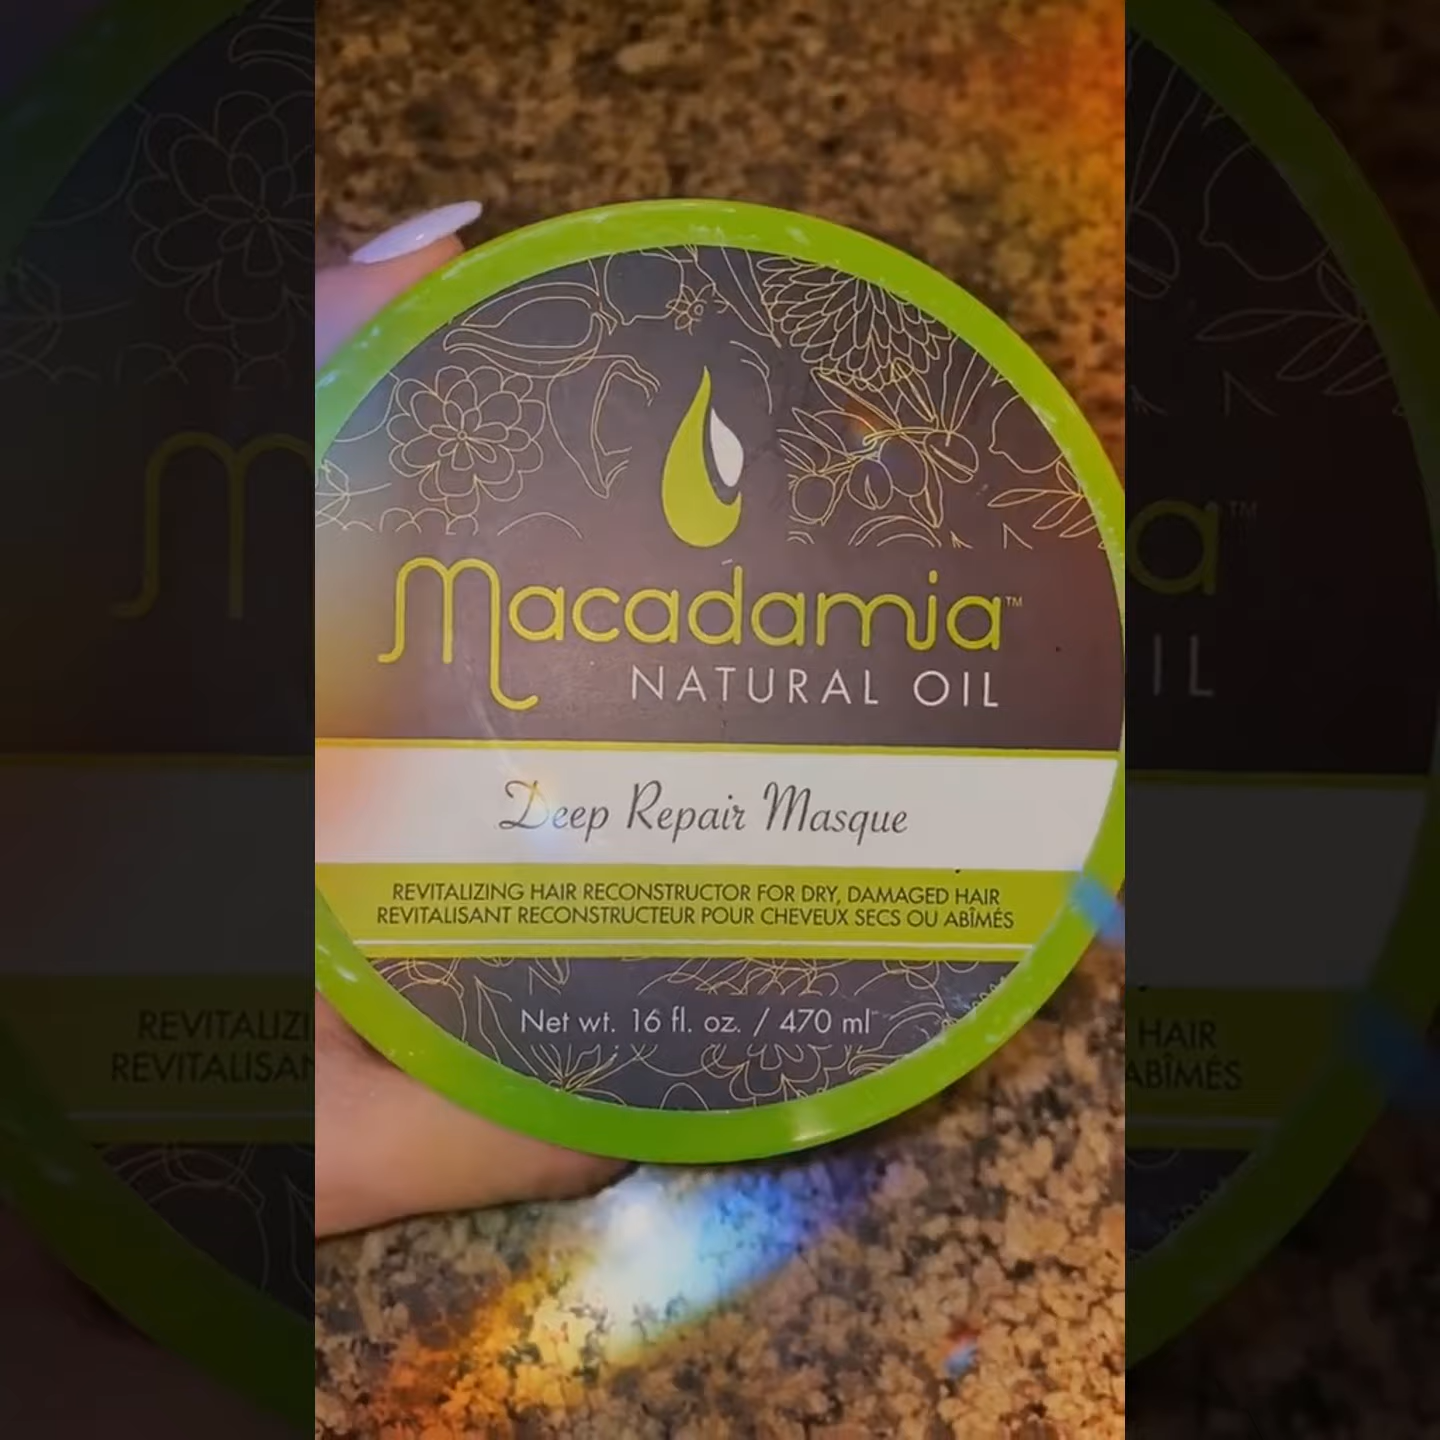 Macadamia™
NATURAL OIL
Deep Repair Masque
REVITALIZING HAIR RECONSTRUCTOR FOR DRY, DAMAGED HAIR
REVITALISANT RECONSTRUCTEUR POUR CHEVEUX SECS OU ABÎMÉS
Net wt. 16 fl. oz. / 470 ml